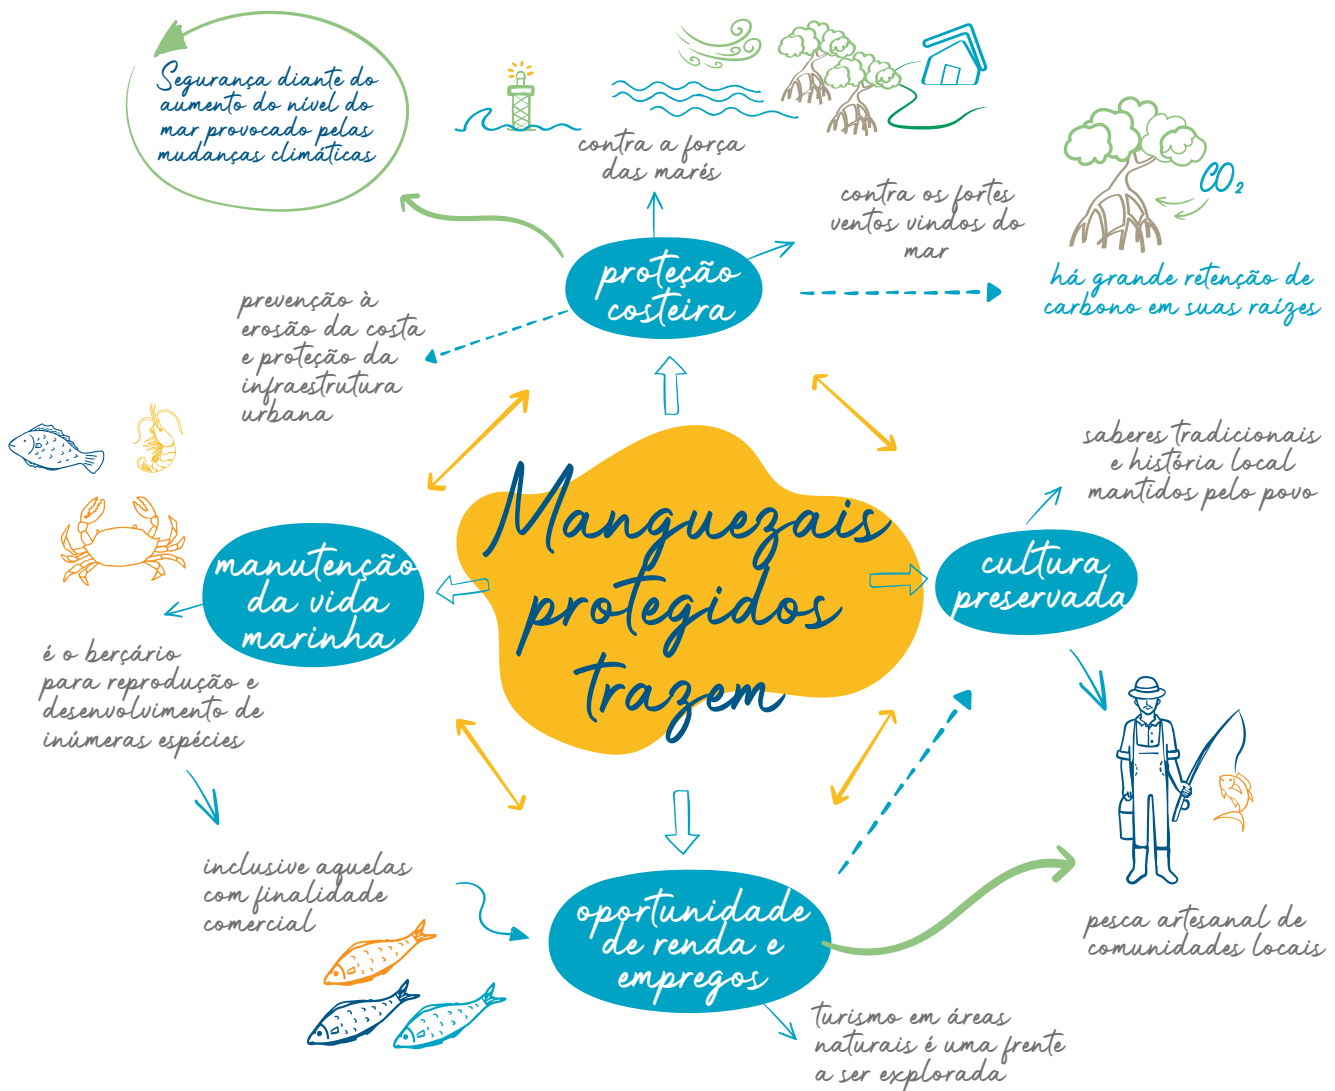 Segurança diante do
aumento do nível do
mar provocado pelas
mudanças climáticas
contra a força
das marés
contra os fortes
ventos vindos do
mar
CO₂
há grande retenção de
carbono em suas raízes
proteção
costeira
prevenção à
erosão da costa
e proteção da
infraestrutura
urbana
saberes tradicionais
e história local
mantidos pelo povo
Manguezais
protegidos
trazem
manutenção
da vida
marinha
cultura
preservada
é o berçário
para reprodução e
desenvolvimento de
inúmeras espécies
inclusive aquelas
com finalidade
comercial
oportunidade
de renda e
empregos
pesca artesanal de
comunidades locais
turismo em áreas
naturais é uma frente
a ser explorada